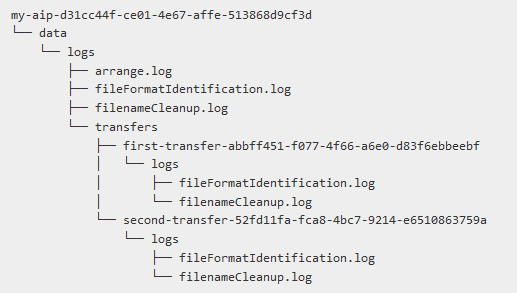 my-aip-d31cc44f-ce01-4e67-affe-513868d9cf3d
└── data
    └── logs
        ├── arrange.log
        ├── fileFormatIdentification.log
        ├── filenameCleanup.log
        └── transfers
            ├── first-transfer-abbff451-f077-4f66-a6e0-d83f6ebbeebf
            │   └── logs
            │       ├── fileFormatIdentification.log
            │       └── filenameCleanup.log
            └── second-transfer-52fd11fa-fca8-4bc7-9214-e6510863759a
                └── logs
                    ├── fileFormatIdentification.log
                    └── filenameCleanup.log